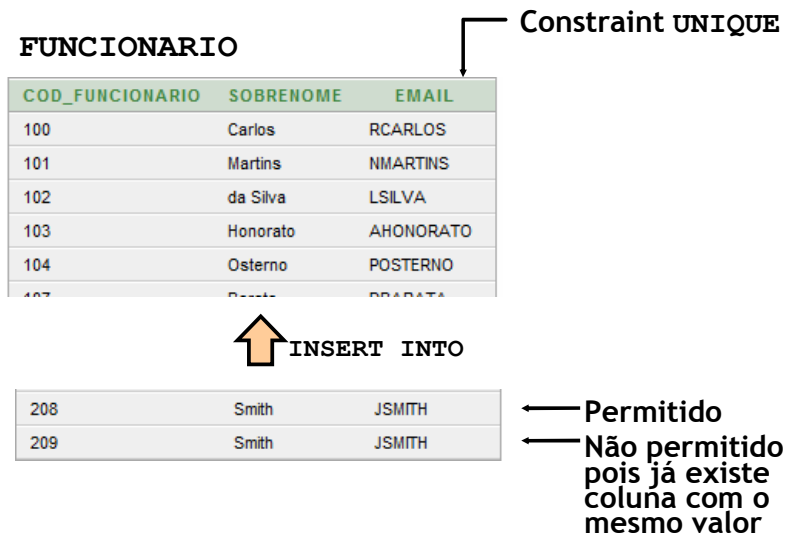 Constraint UNIQUE
FUNCIONARIO
COD_FUNCIONARIO SOBRENOME EMAIL
100 Carlos RCARLOS
101 Martins NMARTINS
102 da Silva LSILVA
103 Honorato AHONORATO
104 Osterno POSTERNO
INSERT INTO
208 Smith JSMITH
Permitido
209 Smith JSMITH
Não permitido
pois já existe
coluna com o
mesmo valor